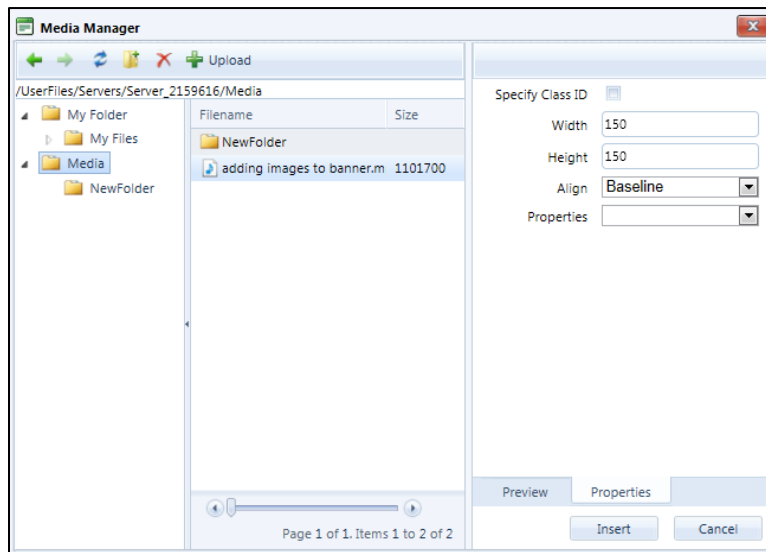 Media Manager
Upload
/UserFiles/Servers/Server_2159616/Media
My Folder
My Files
Media
NewFolder
Filename Size
NewFolder
adding images to banner.m 1101700
Page 1 of 1. Items 1 to 2 of 2
Specify Class ID
Width 150
Height 150
Align Baseline
Properties
Preview Properties
Insert Cancel